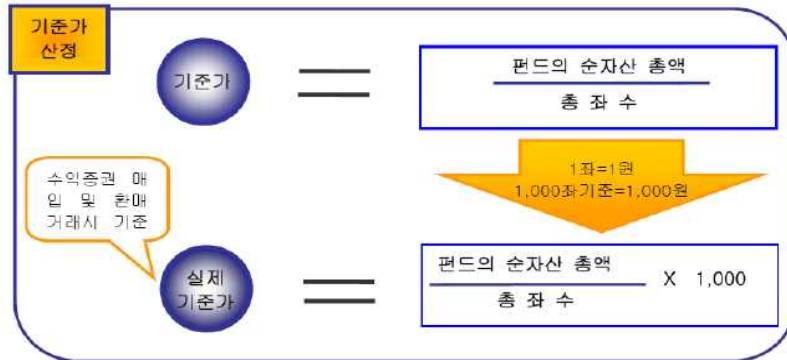 기준가
산정
기준가
펀드의 순자산 총액
총 좌 수
1좌=1원
1,000좌기준=1,000원
수익증권 매
입 및 환매
거래시 기준
실제
기준가
펀드의 순자산 총액
총 좌 수
X 1,000